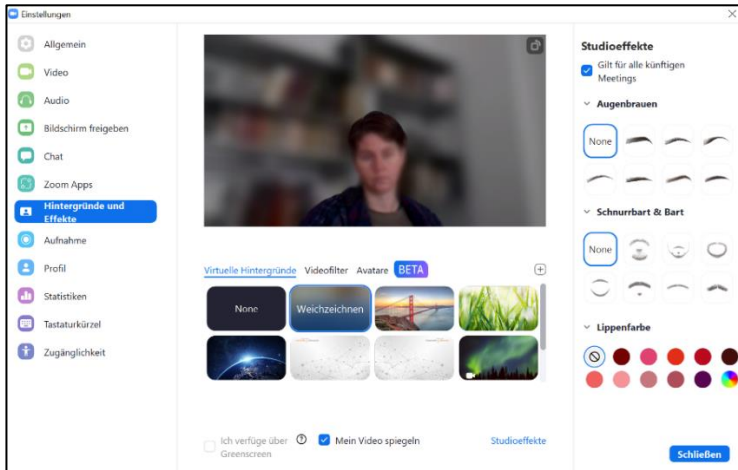 Einstellungen
Allgemein
Video
Audio
Bildschirm freigeben
Chat
Zoom Apps
Hintergründe und
Effekte
Aufnahme
Profil
Statistiken
Tastaturkürzel
Zugänglichkeit
Virtuelle Hintergründe Videofilter Avatare BETA
None
Weichzeichnen
Ich verfüge über
Greenscreen
Mein Video spiegeln
Studioeffekte
Studioeffekte
Gilt für alle künftigen
Meetings
Augenbrauen
None
Schnurrbart & Bart
None
Lippenfarbe
Schließen